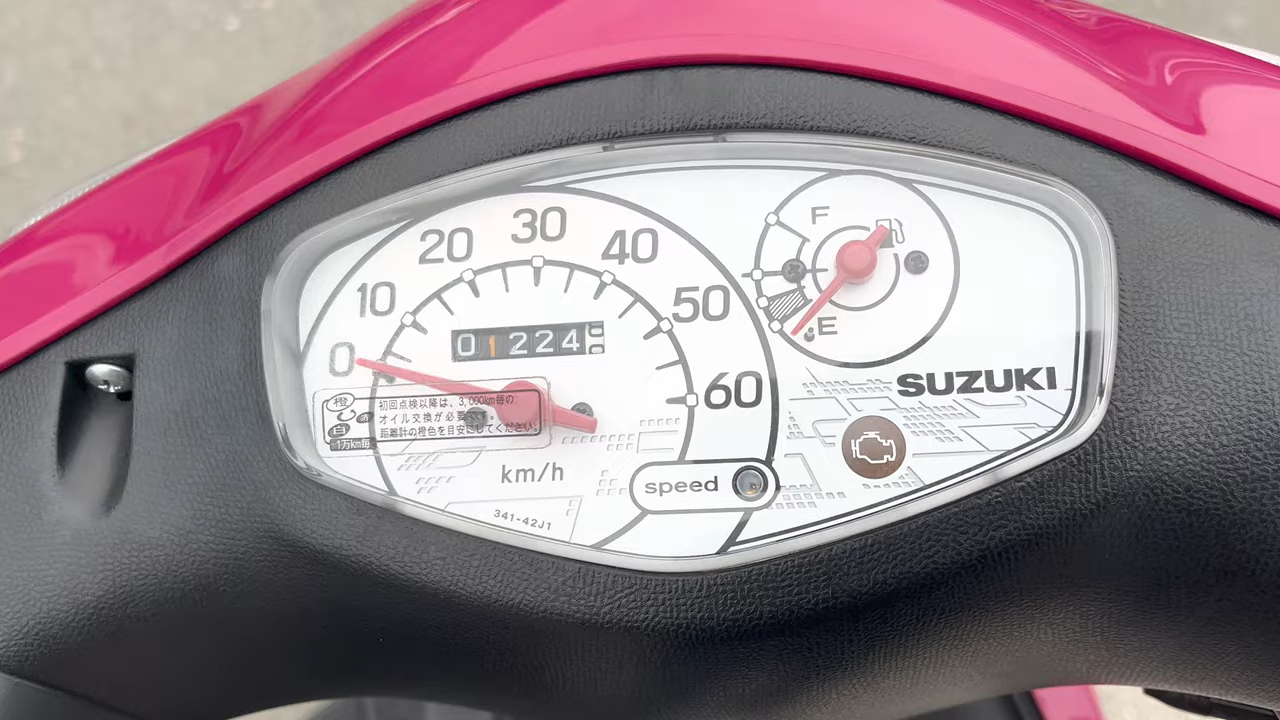 0
10
20
30
40
50
60
01224
橙
白
1万km毎
初回点検以降は、3,000km毎の
オイル交換が必要です。
距離計の橙色を目安にしてください。
km/h
341-42J1
speed
F
E
SUZUKI